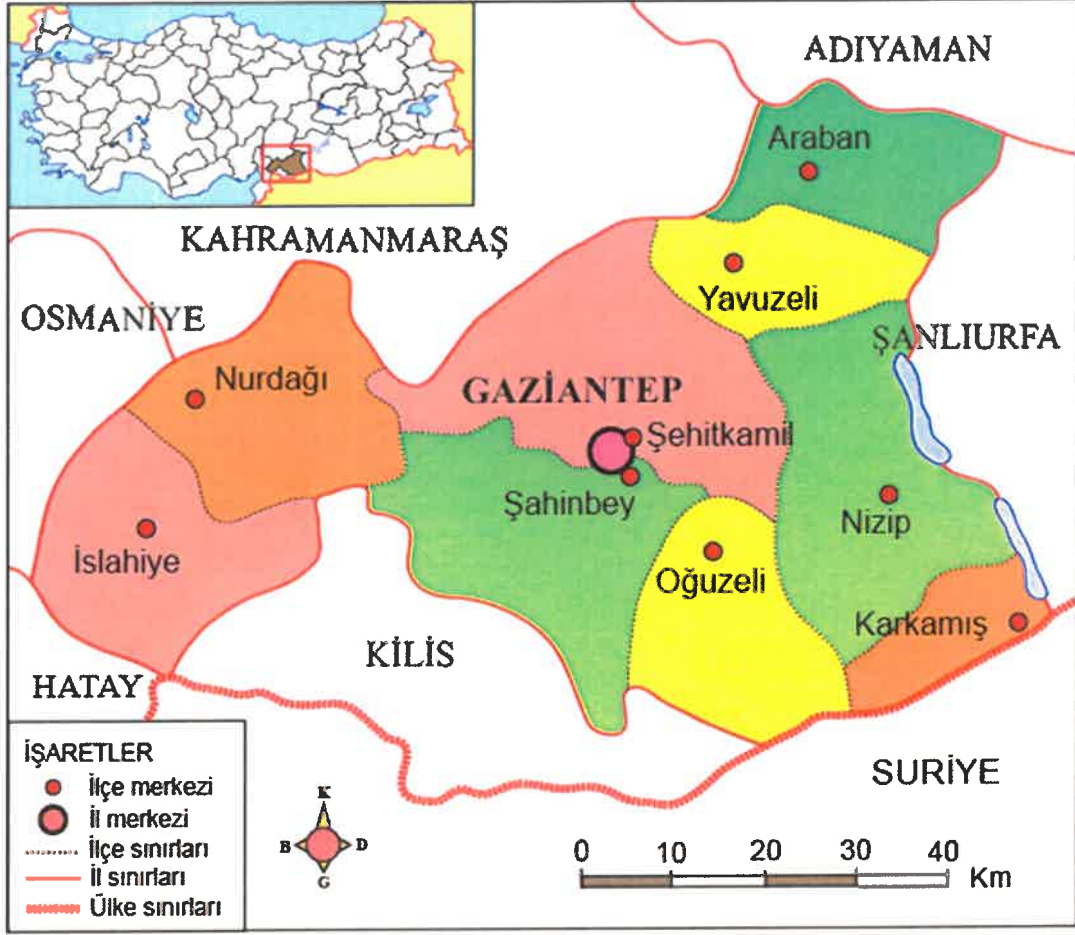 ADIYAMAN
Araban
KAHRAMANMARAŞ
Yavuzeli
OSMANİYE
ŞANLIURFA
Nurdağı
GAZİANTEP
Şehitkamil
Şahinbey
Nizip
İslahiye
Oğuzeli
Karkamış
KİLİS
HATAY
SURİYE
İŞARETLER
İlçe merkezi
İl merkezi
İlçe sınırları
İl sınırları
Ülke sınırları
K
B D
G
0 10 20 30 40
Km